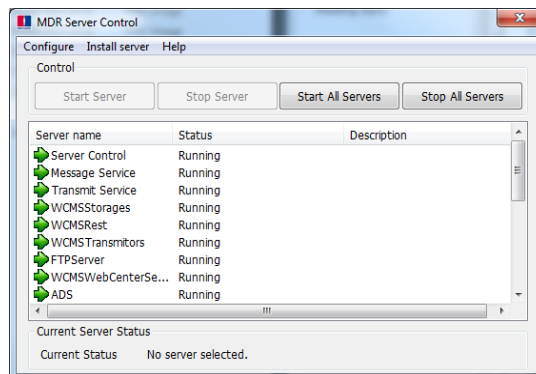 MDR Server Control
Configure Install server Help
Control
Start Server Stop Server Start All Servers Stop All Servers
Server name Status Description
Server Control Running
Message Service Running
Transmit Service Running
WCMSStorages Running
WCMSRest Running
WCMSTransmitors Running
FTPServer Running
WCMSWebCenterSe... Running
ADS Running
Current Server Status
Current Status No server selected.